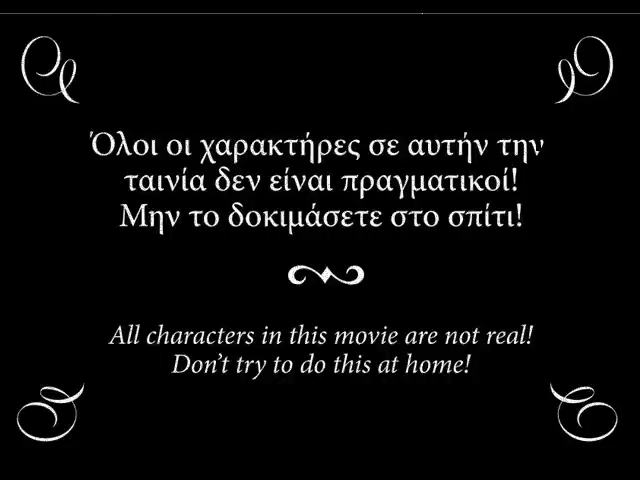 Όλοι οι χαρακτήρες σε αυτήν την
ταινία δεν είναι πραγματικοί!
Μην το δοκιμάσετε στο σπίτι!
All characters in this movie are not real!
Don't try to do this at home!